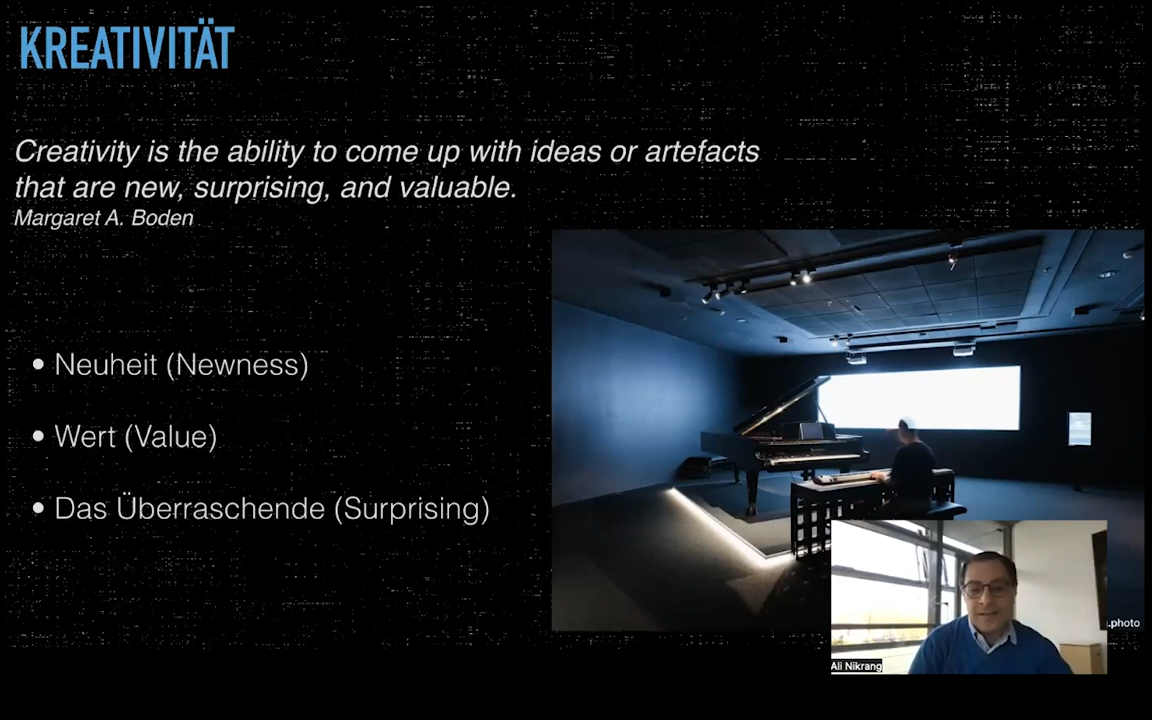 KREATIVITÄT
Creativity is the ability to come up with ideas or artefacts
that are new, surprising, and valuable.
Margaret A. Boden
• Neuheit (Newness)
• Wert (Value)
• Das Überraschende (Surprising)
.photo
Ali Nikrang